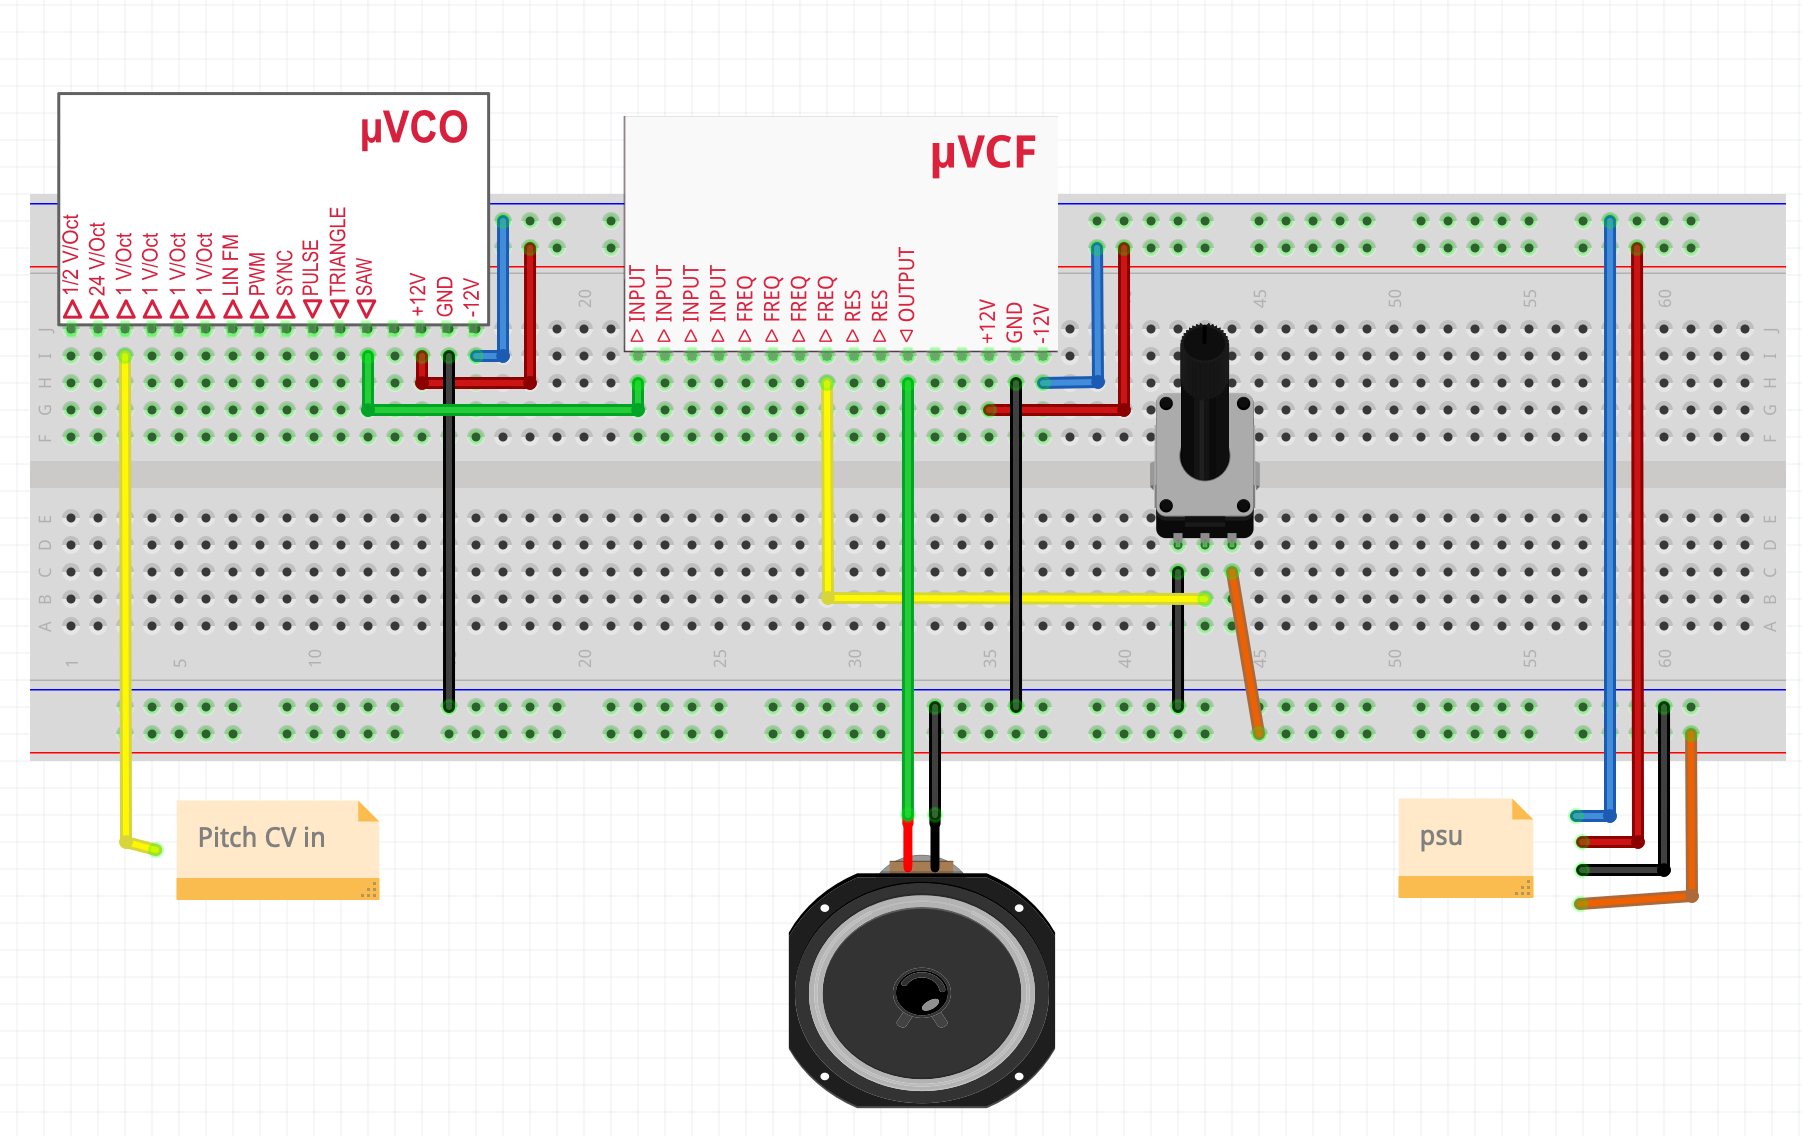 µVCO
1/2 V/Oct
24 V/Oct
1 V/Oct
1 V/Oct
1 V/Oct
1 V/Oct
LIN FM
PWM
SYNC
PULSE
TRIANGLE
SAW
+12V
GND
-12V
µVCF
INPUT
INPUT
INPUT
INPUT
FREQ
FREQ
FREQ
FREQ
RES
RES
OUTPUT
+12V
GND
-12V
20
45
50
55
60
J
I
H
G
F
E
D
C
B
A
J
I
H
G
F
E
D
C
B
A
1
5
10
20
25
30
35
40
45
50
55
60
Pitch CV in
psu